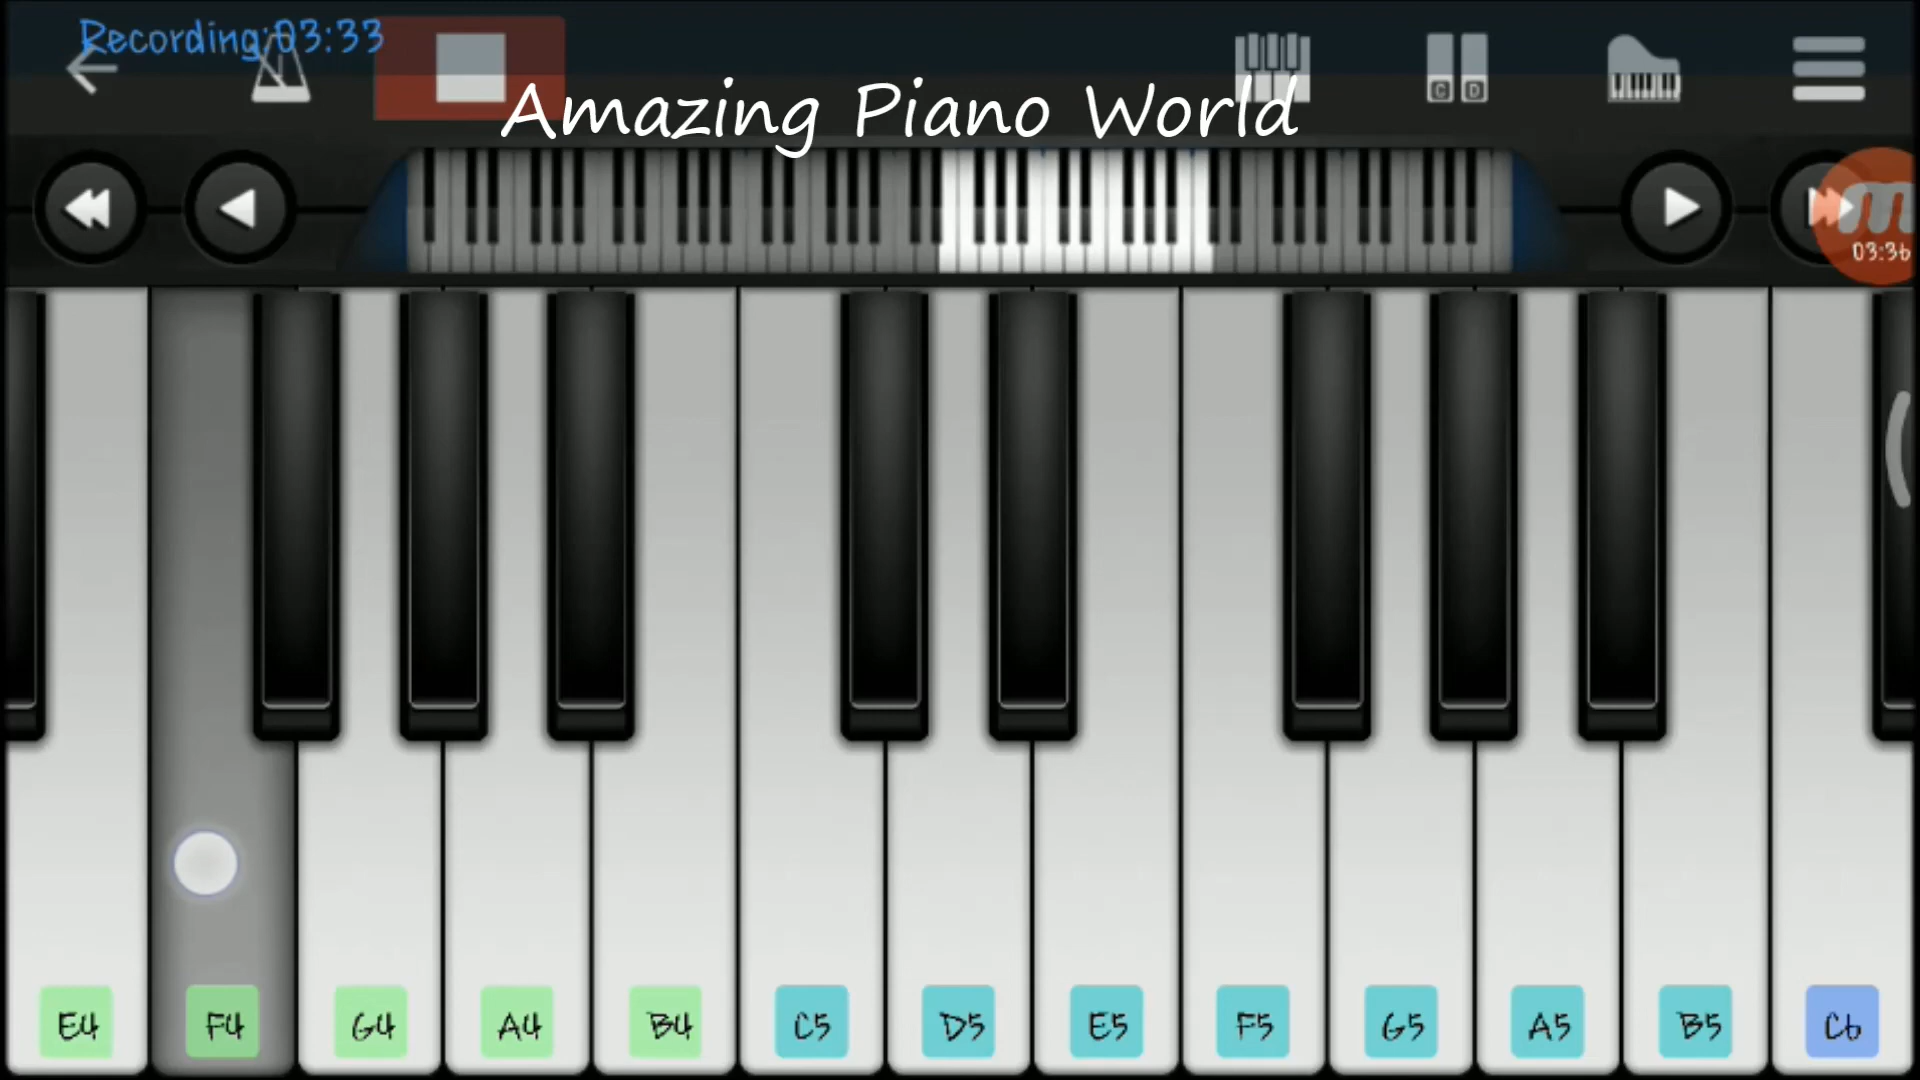 Recording:03:33
Amazing Piano World
C D
m
03:36
E4 F4 G4 A4 B4 C5 D5 E5 F5 G5 A5 B5 C6